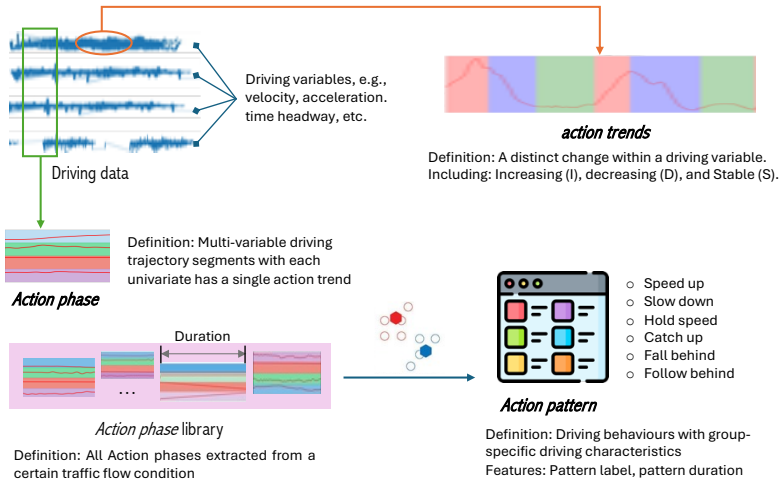 Driving variables, e.g.,
velocity, acceleration.
time headway, etc.
action trends
Definition: A distinct change within a driving variable.
Including: Increasing (I), decreasing (D), and Stable (S).
Driving data
Definition: Multi-variable driving
trajectory segments with each
univariate has a single action trend
Action phase
Duration
...
Action phase library
Definition: All Action phases extracted from a
certain traffic flow condition
Speed up
Slow down
Hold speed
Catch up
Fall behind
Follow behind
Action pattern
Definition: Driving behaviours with group-
specific driving characteristics
Features: Pattern label, pattern duration